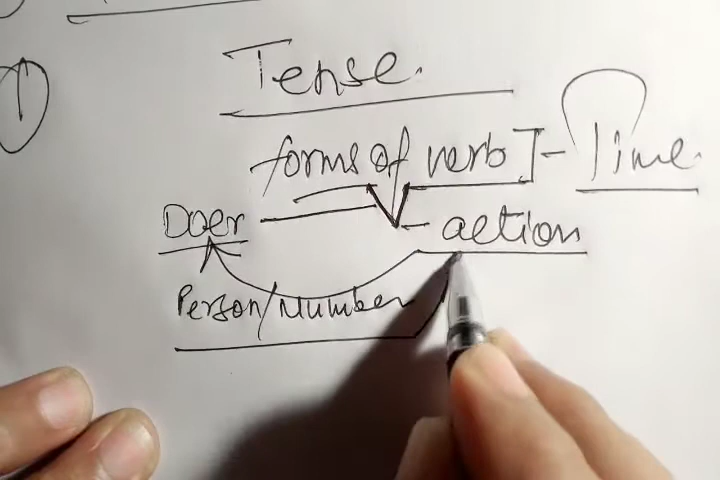 Tense.
forms of verb] - Time.
Doer V - action
Person/Number